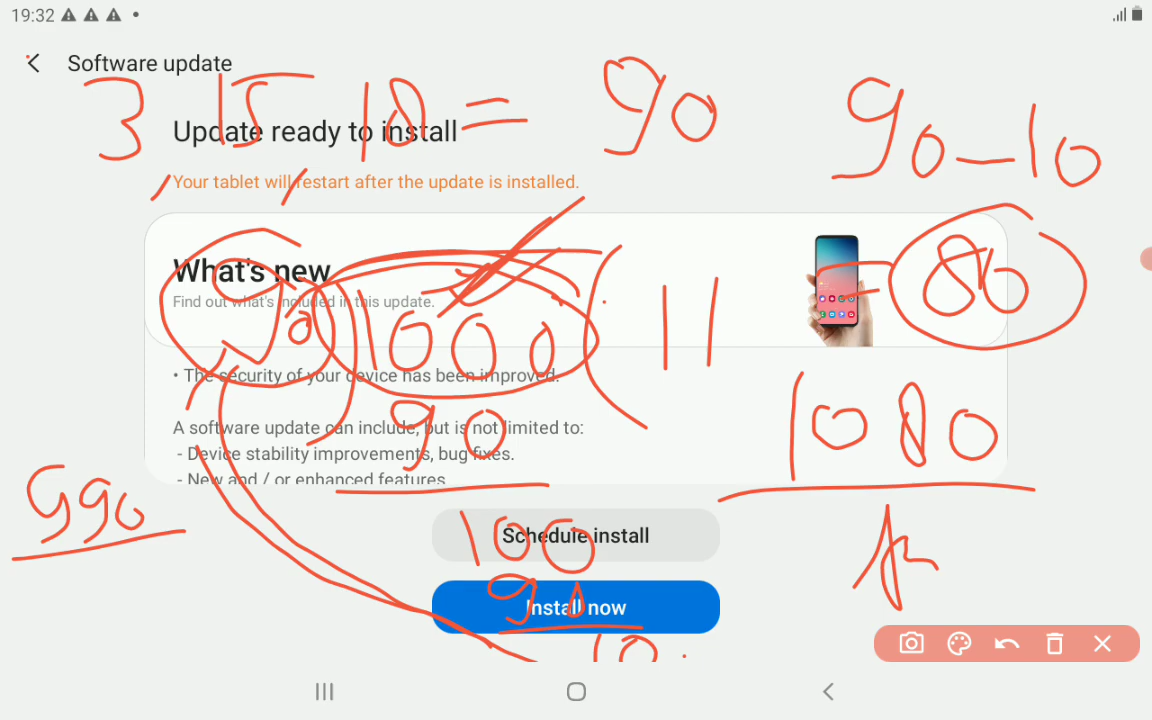 19:32
Software update
3, 15, 18 = 90
90-10
Update ready to install
Your tablet will restart after the update is installed.
What's new
Find out what's included in this update.
= 80
90 1000 11
• The security of your device has been improved.
90
1080
A software update can include, but is not limited to:
- Device stability improvements, bug fixes.
- New and / or enhanced features
990
Schedule install
100
Install now
90
10